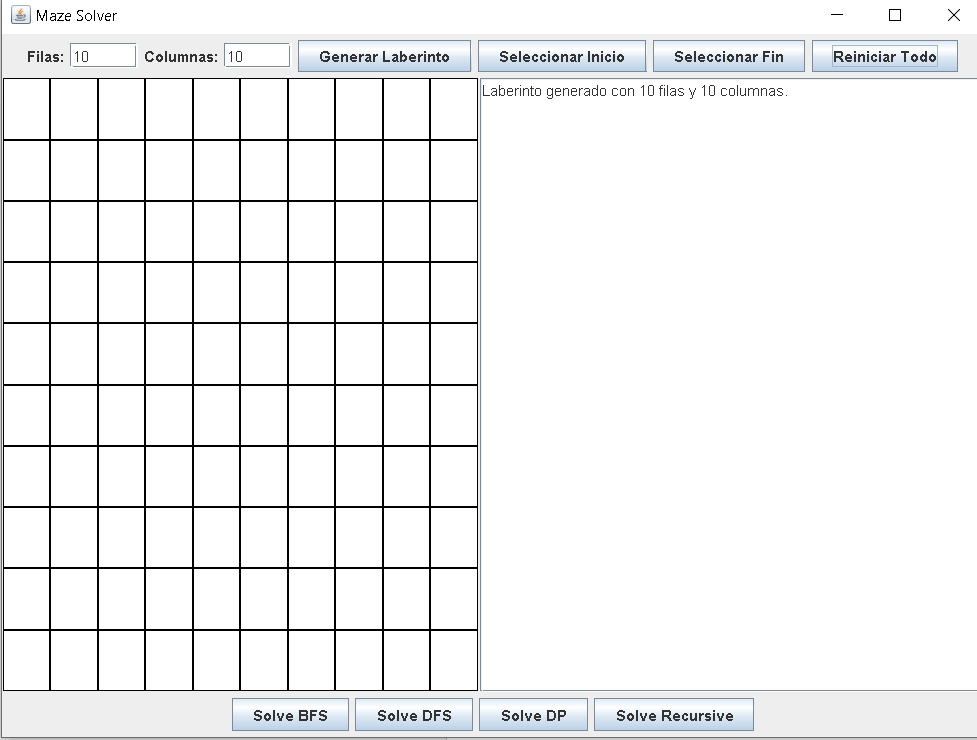 Maze Solver
Filas: 10 Columnas: 10 Generar Laberinto Seleccionar Inicio Seleccionar Fin Reiniciar Todo
Laberinto generado con 10 filas y 10 columnas.
Solve BFS Solve DFS Solve DP Solve Recursive